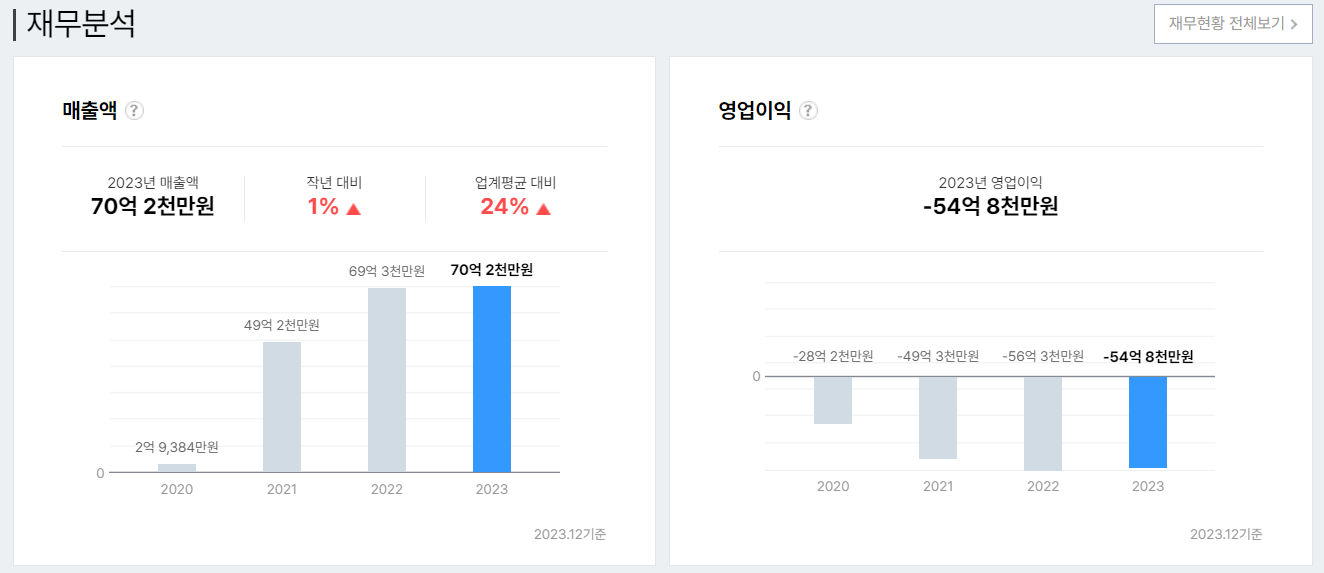 재무분석
재무현황 전체보기 >
매출액 ?
2023년 매출액
70억 2천만원
작년 대비
1% ▲
업계평균 대비
24% ▲
69억 3천만원
70억 2천만원
49억 2천만원
2억 9,384만원
0
2020 2021 2022 2023
2023.12기준
영업이익 ?
2023년 영업이익
-54억 8천만원
-28억 2천만원 -49억 3천만원 -56억 3천만원 -54억 8천만원
0
2020 2021 2022 2023
2023.12기준